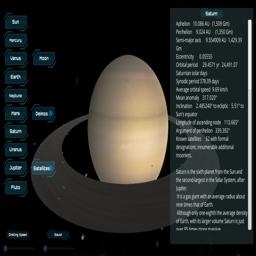 Sun
Mercury
Venus
Moon
Earth
Neptune
Mars
Deimos
Saturn
Uranus
Jupiter
Satallites
Pluto
Orbiting Speed
Sound
Saturn
Aphelion 10.086 AU (1,509 Gm)
Perihelion 9.024 AU (1,350 Gm)
Semi-major axis 9.554909 AU 1,429.39
Gm
Eccentricity 0.05555
Orbital period 29.4571 yr 24,491.07
Saturnian solar days
Synodic period 378.09 days
Average orbital speed 9.69 km/s
Mean anomaly 317.020°
Inclination 2.485240° to ecliptic 5.51° to
Sun's equator
Longitude of ascending node 113.665°
Argument of perihelion 339.392°
Known satellites 62 with formal
designations; innumerable additional
moonlets.
Saturn is the sixth planet from the Sun and
the second-largest in the Solar System, after
Jupiter.
It is a gas giant with an average radius about
nine times that of Earth.
Although only one-eighth the average density
of Earth, with its larger volume Saturn is just
over 95 times more massive